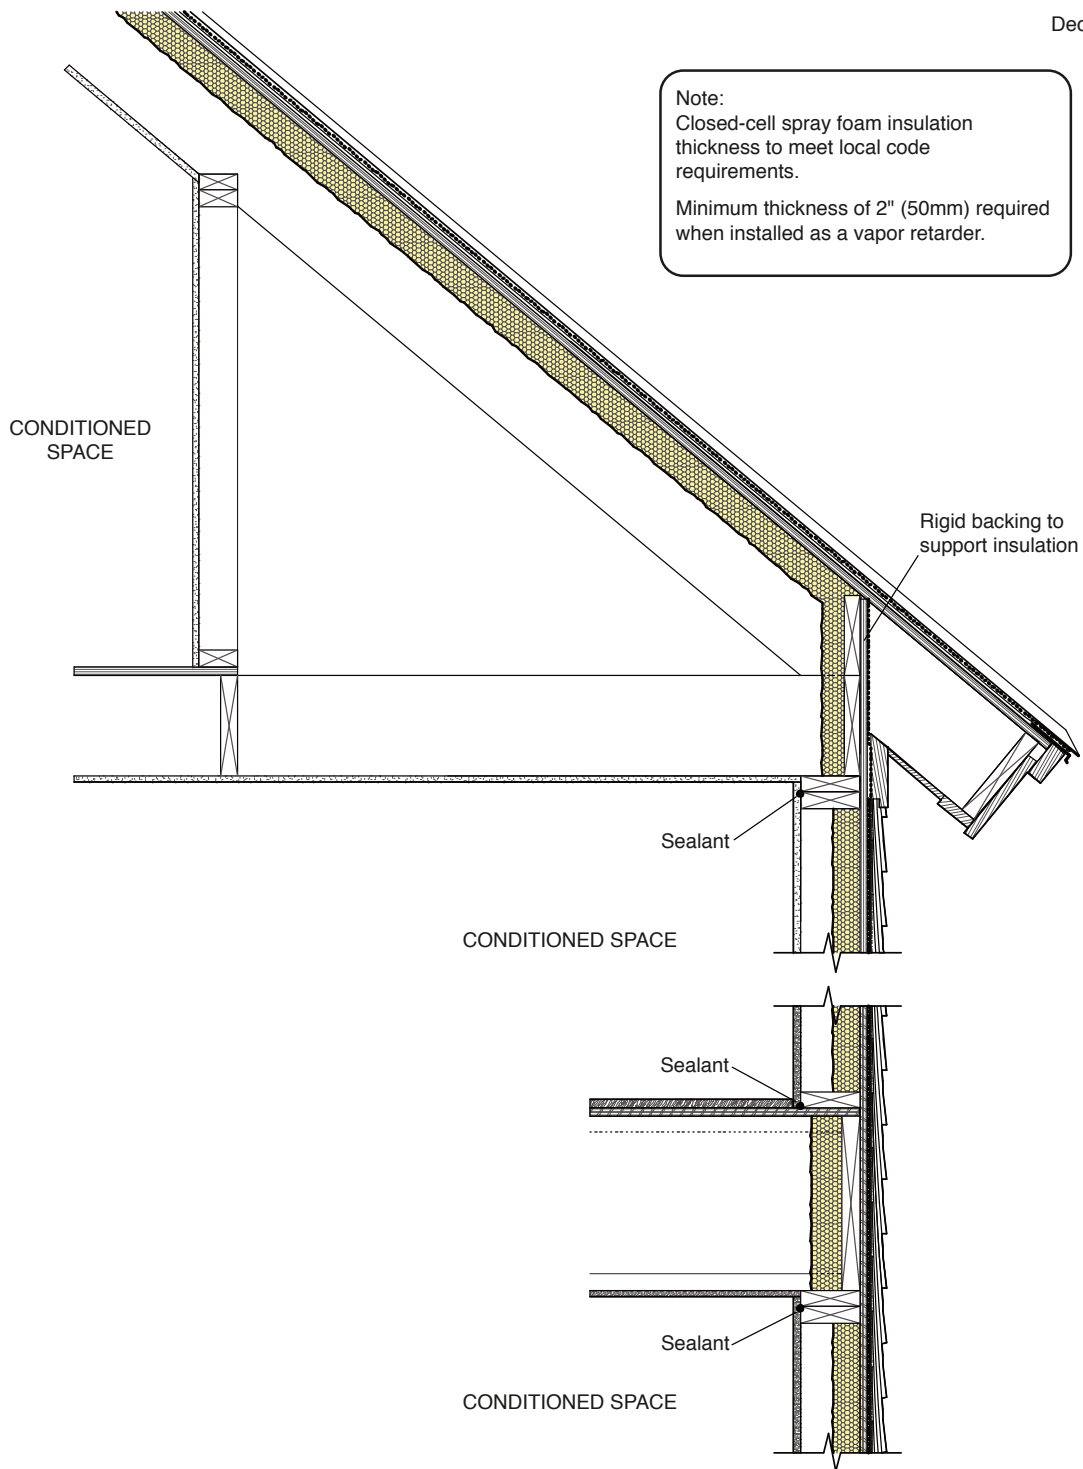 Note:
Closed-cell spray foam insulation
thickness to meet local code
requirements.
Minimum thickness of 2" (50mm) required
when installed as a vapor retarder.
CONDITIONED
SPACE
Rigid backing to
support insulation
Sealant
CONDITIONED SPACE
Sealant
Sealant
CONDITIONED SPACE